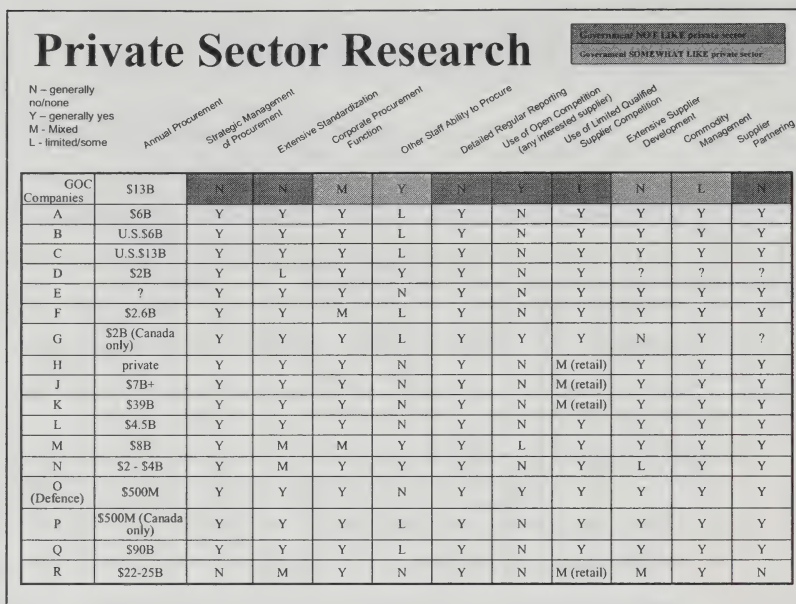 Private Sector Research
Government NOT LIKE private sector
Government SOMEWHAT LIKE private sector
N – generally
no/none
Y – generally yes
M - Mixed
L - limited/some
Annual Procurement
Strategic Management
of Procurement
Extensive Standardization
Corporate Procurement
Function
Other Staff Ability to Procure
Detailed Regular Reporting
Use of Open Competition
(any interested supplier)
Use of Limited Qualified
Supplier Competition
Extensive Supplier
Development
Commodity
Management
Supplier
Partnering
GOC
Companies $13B N N M Y N Y L N L N
A $6B Y Y Y L Y N Y Y Y Y
B U.S.$6B Y Y Y L Y N Y Y Y Y
C U.S.$13B Y Y Y L Y N Y Y Y Y
D $2B Y L Y Y Y N Y ? ? ?
E ? Y Y Y N Y N Y Y Y Y
F $2.6B Y Y M L Y N Y Y Y Y
G $2B (Canada
only) Y Y Y L Y Y Y N Y ?
H private Y Y Y N Y N M (retail) Y Y Y
J $7B+ Y Y Y N Y N M (retail) Y Y Y
K $39B Y Y Y N Y N M (retail) Y Y Y
L $4.5B Y Y Y N Y N Y Y Y Y
M $8B Y M M Y Y L Y Y Y Y
N $2 - $4B Y M Y Y Y N Y L Y Y
O
(Defence) $500M Y Y Y N Y Y Y Y Y Y
P $500M (Canada
only) Y Y Y L Y N Y Y Y Y
Q $90B Y Y Y L Y N Y Y Y Y
R $22-25B N M Y N Y N M (retail) M Y N